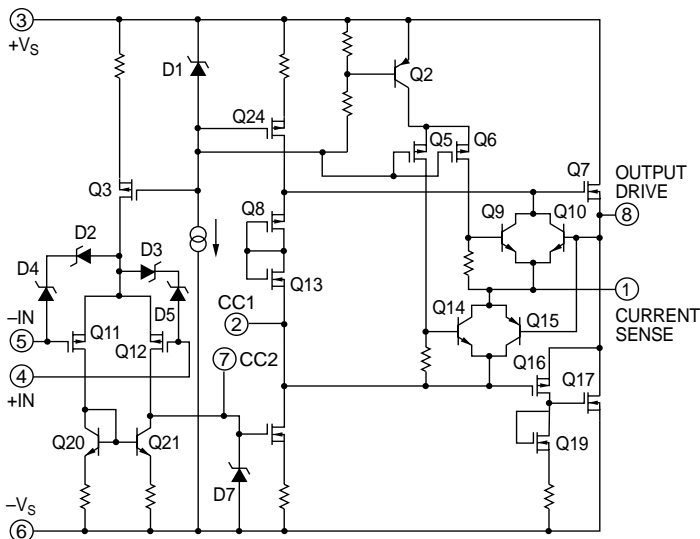 3
+VS
D1
Q2
Q24
Q5
Q6
Q3
Q7
OUTPUT
DRIVE
8
Q8
Q9
Q10
D2
D3
D4
Q13
1
CURRENT
SENSE
–IN
5
D5
CC1
2
Q14
Q15
Q11
Q12
4
+IN
7
CC2
Q16
Q17
Q20
Q21
Q19
D7
–VS
6